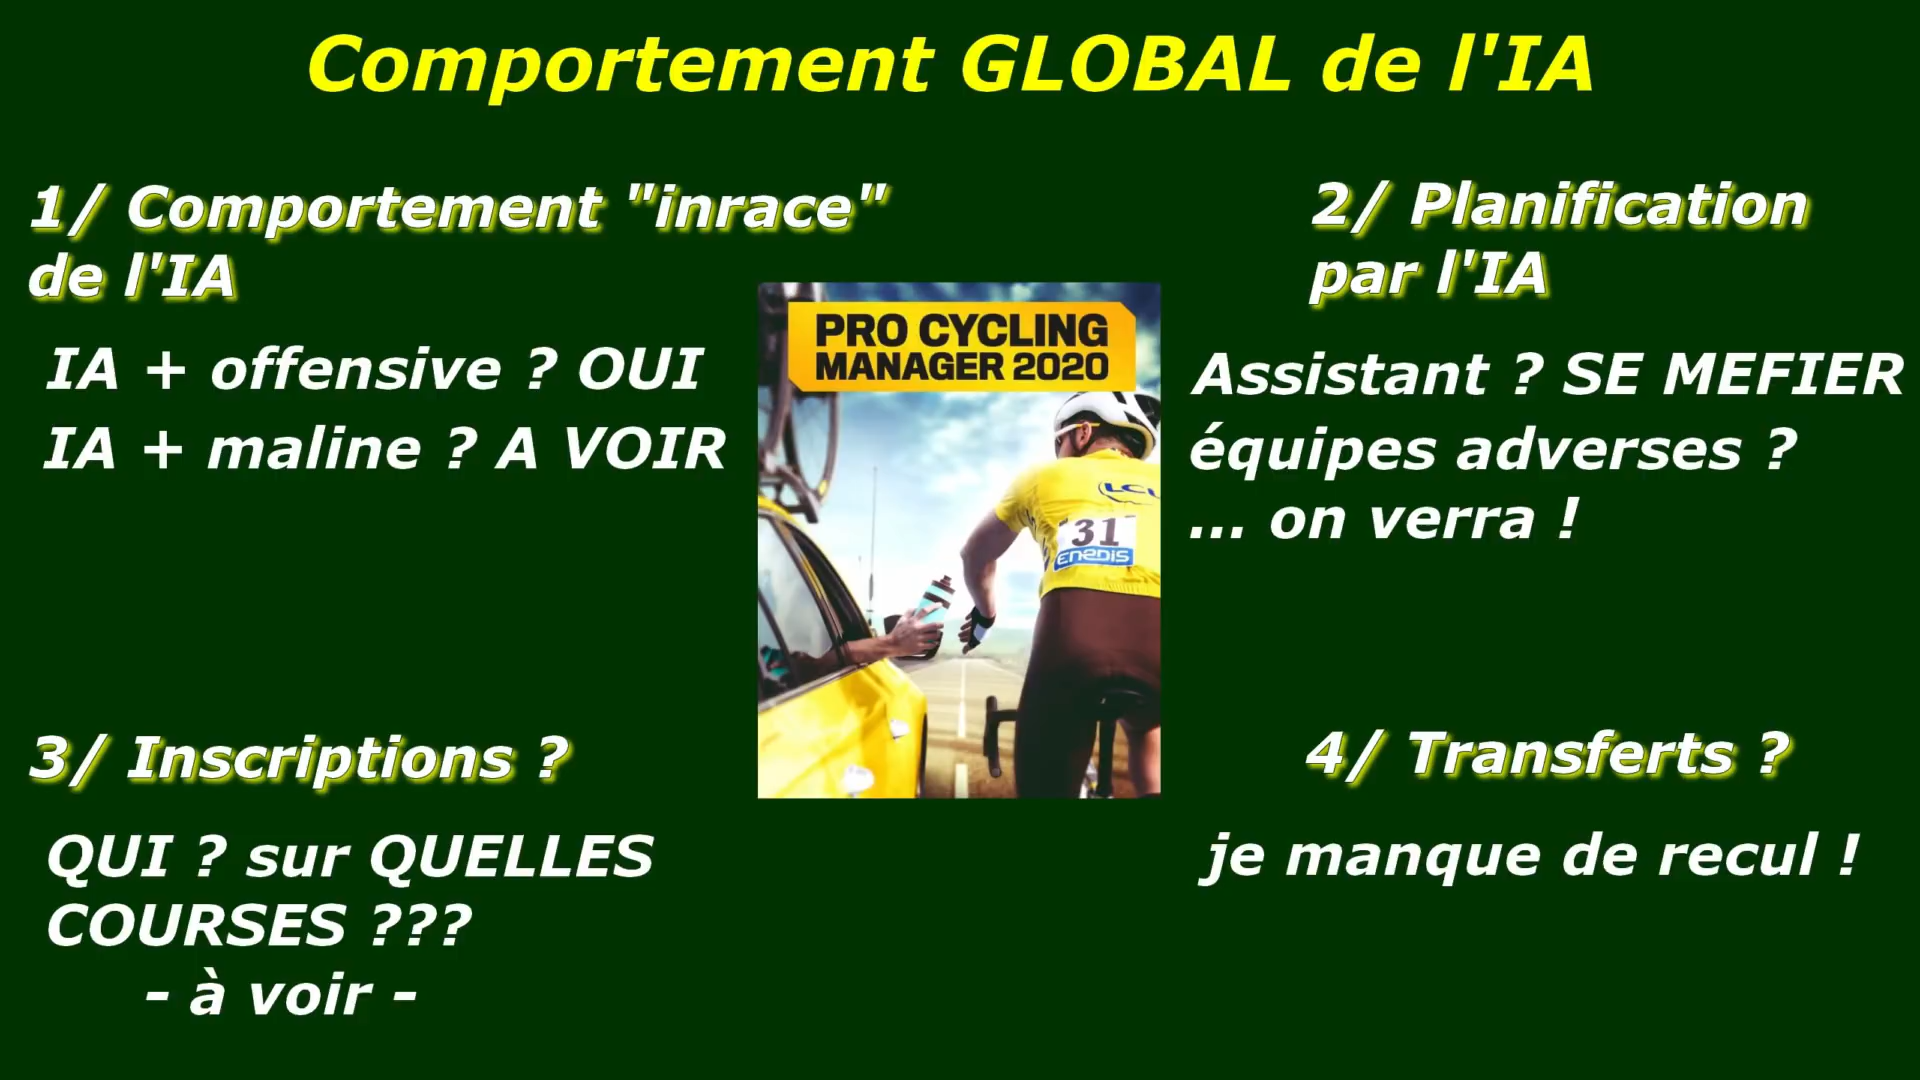 Comportement GLOBAL de l'IA
1/ Comportement "inrace"
de l'IA
IA + offensive ? OUI
IA + maline ? A VOIR
2/ Planification
par l'IA
Assistant ? SE MEFIER
équipes adverses ?
... on verra !
PRO CYCLING
MANAGER 2020
LCL
31
ENEDIS
3/ Inscriptions ?
QUI ? sur QUELLES
COURSES ???
- à voir -
4/ Transferts ?
je manque de recul !